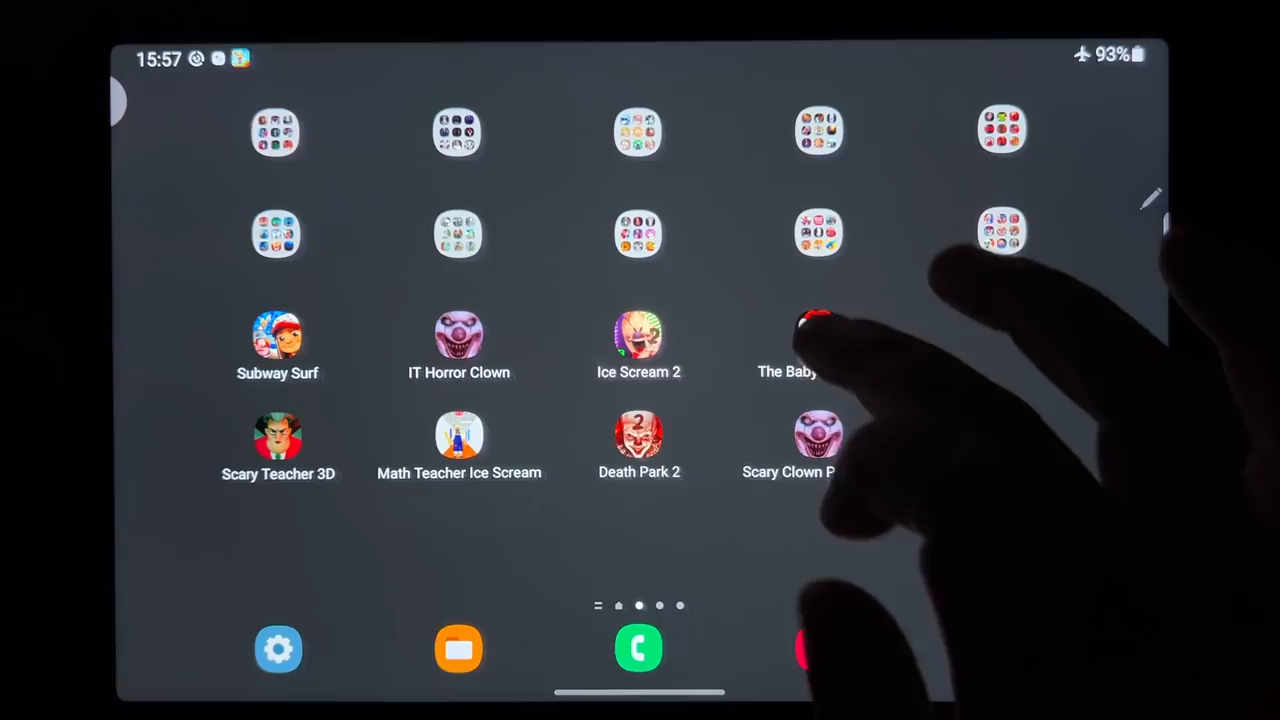 15:57
93%
Subway Surf
IT Horror Clown
Ice Scream 2
The Baby
Scary Teacher 3D
Math Teacher Ice Scream
Death Park 2
Scary Clown P
2